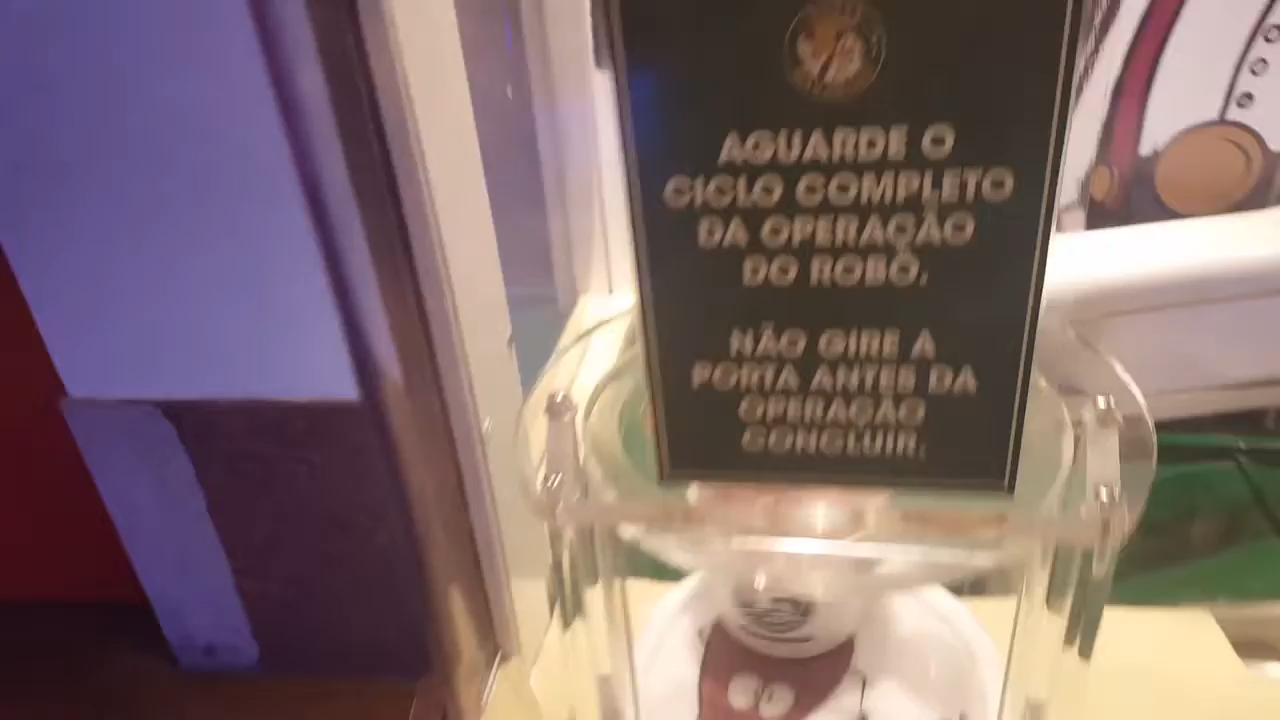 AGUARDE O
CICLO COMPLETO
DA OPERAÇÃO
DO ROBÔ.
NÃO GIRE A
PORTA ANTES DA
OPERAÇÃO
CONCLUIR.